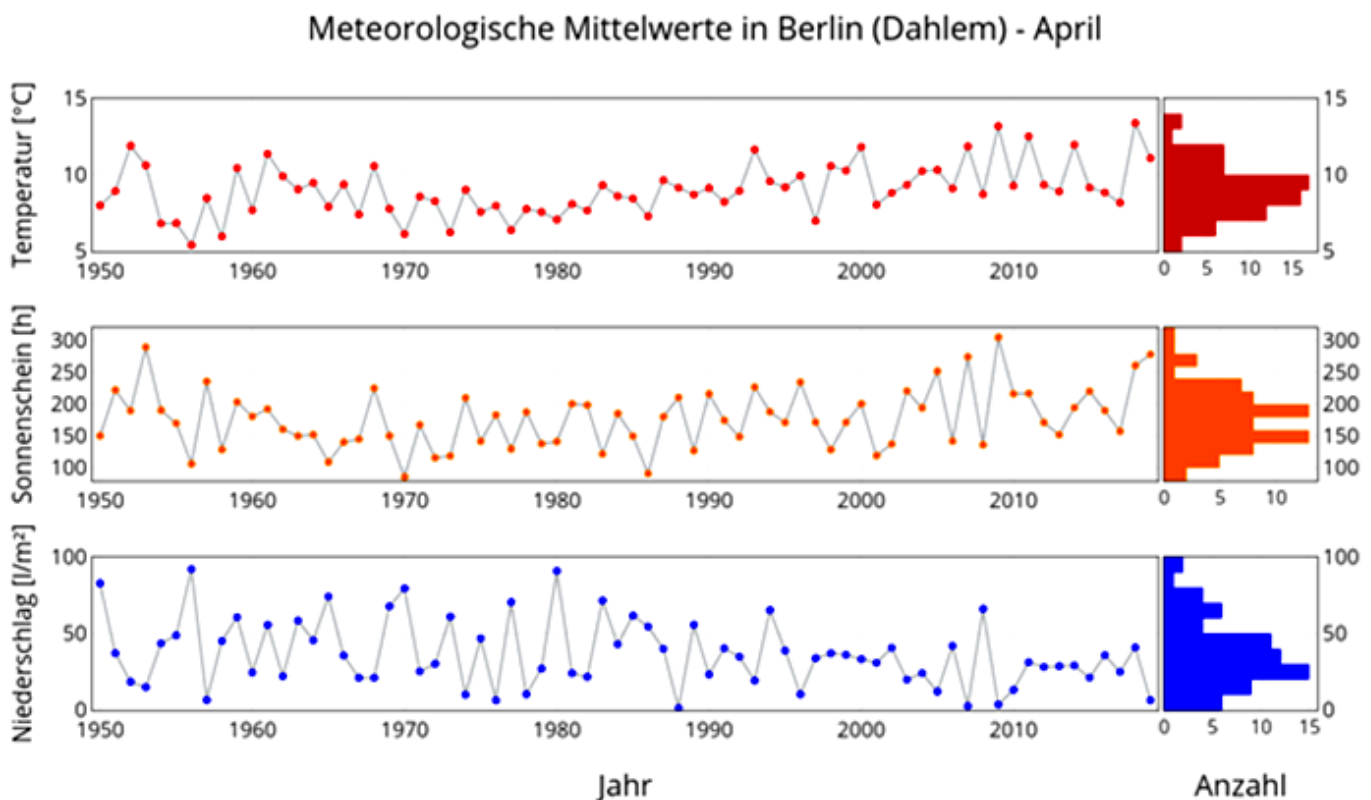 Meteorologische Mittelwerte in Berlin (Dahlem) - April
Temperatur [°C]
15
10
5
1950 1960 1970 1980 1990 2000 2010
15
10
5
0 5 10 15
Sonnenschein [h]
300
250
200
150
100
1950 1960 1970 1980 1990 2000 2010
300
250
200
150
100
0 5 10
Niederschlag [l/m²]
100
50
0
1950 1960 1970 1980 1990 2000 2010
100
50
0
0 5 10 15
Jahr
Anzahl